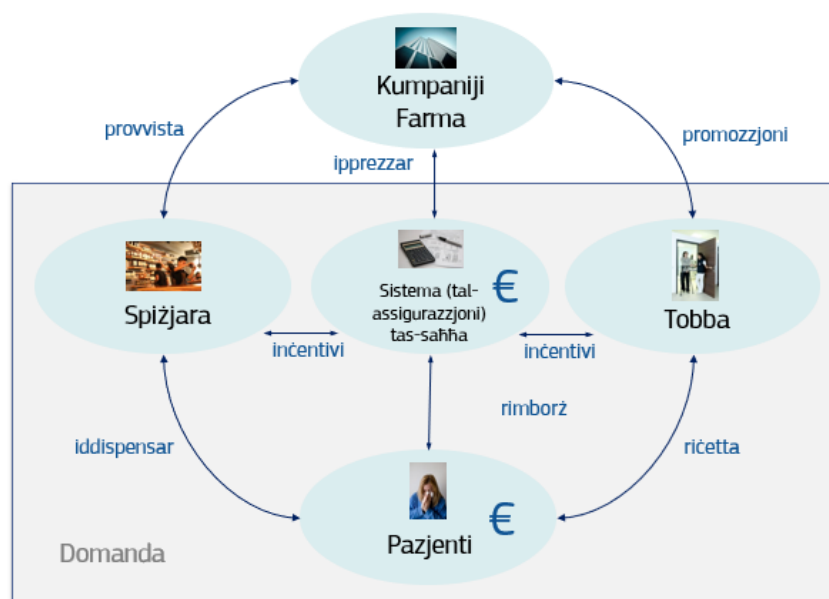 Kumpaniji
Farma
provvista
promozzjoni
ipprezzar
Spiżjara
Sistema (tal-
assigurazzjoni)
tas-saħħa
€
Tobba
inċentivi
inċentivi
rimborż
iddispensar
riċetta
Pazjenti
€
Domanda